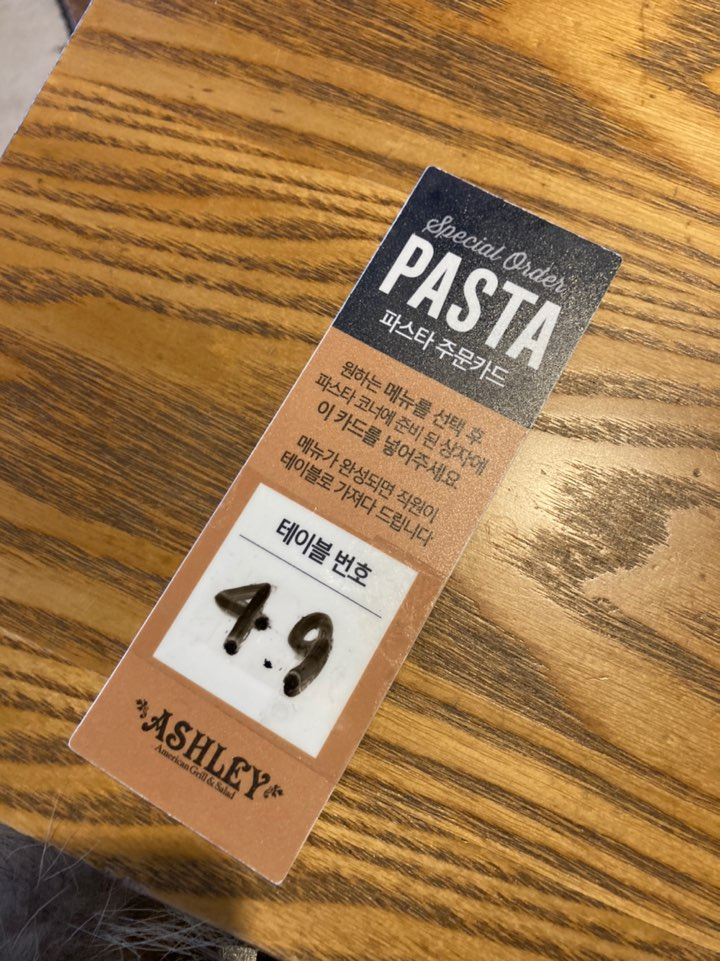 Special Order
PASTA
파스타 주문카드
원하는 메뉴를 선택 후
파스타 코너에 준비 된 상자에
이 카드를 넣어주세요
메뉴가 완성되면 직원이
테이블로 가져다 드립니다
테이블 번호
4.9
ASHLEY
American Grill & Salad